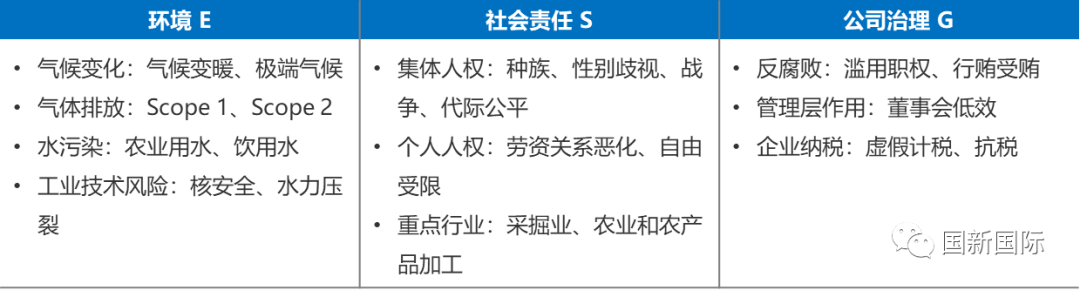 环境 E
社会责任 S
公司治理 G
• 气候变化：气候变暖、极端气候
• 气体排放：Scope 1、Scope 2
• 水污染：农业用水、饮用水
• 工业技术风险：核安全、水力压
裂
• 集体人权：种族、性别歧视、战
争、代际公平
• 个人人权：劳资关系恶化、自由
受限
• 重点行业：采掘业、农业和农产
品加工
• 反腐败：滥用职权、行贿受贿
• 管理层作用：董事会低效
• 企业纳税：虚假计税、抗税
国新国际